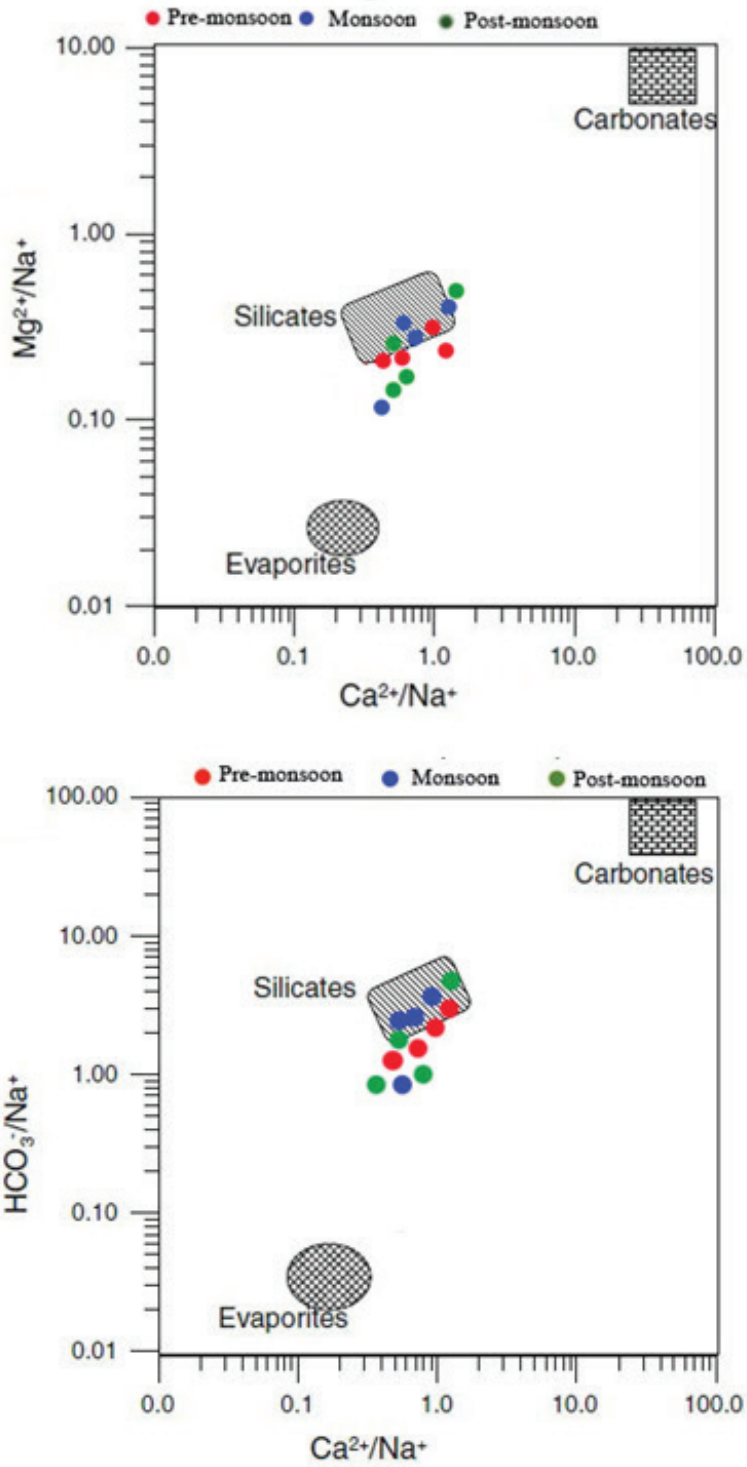 Pre-monsoon Monsoon Post-monsoon
10.00
Carbonates
1.00
Mg²⁺/Na⁺
Silicates
0.10
Evaporites
0.01
0.0 0.1 1.0 10.0 100.0
Ca²⁺/Na⁺
Pre-monsoon Monsoon Post-monsoon
100.00
Carbonates
10.00
Silicates
1.00
HCO₃⁻/Na⁺
0.10
Evaporites
0.01
0.0 0.1 1.0 10.0 100.0
Ca²⁺/Na⁺